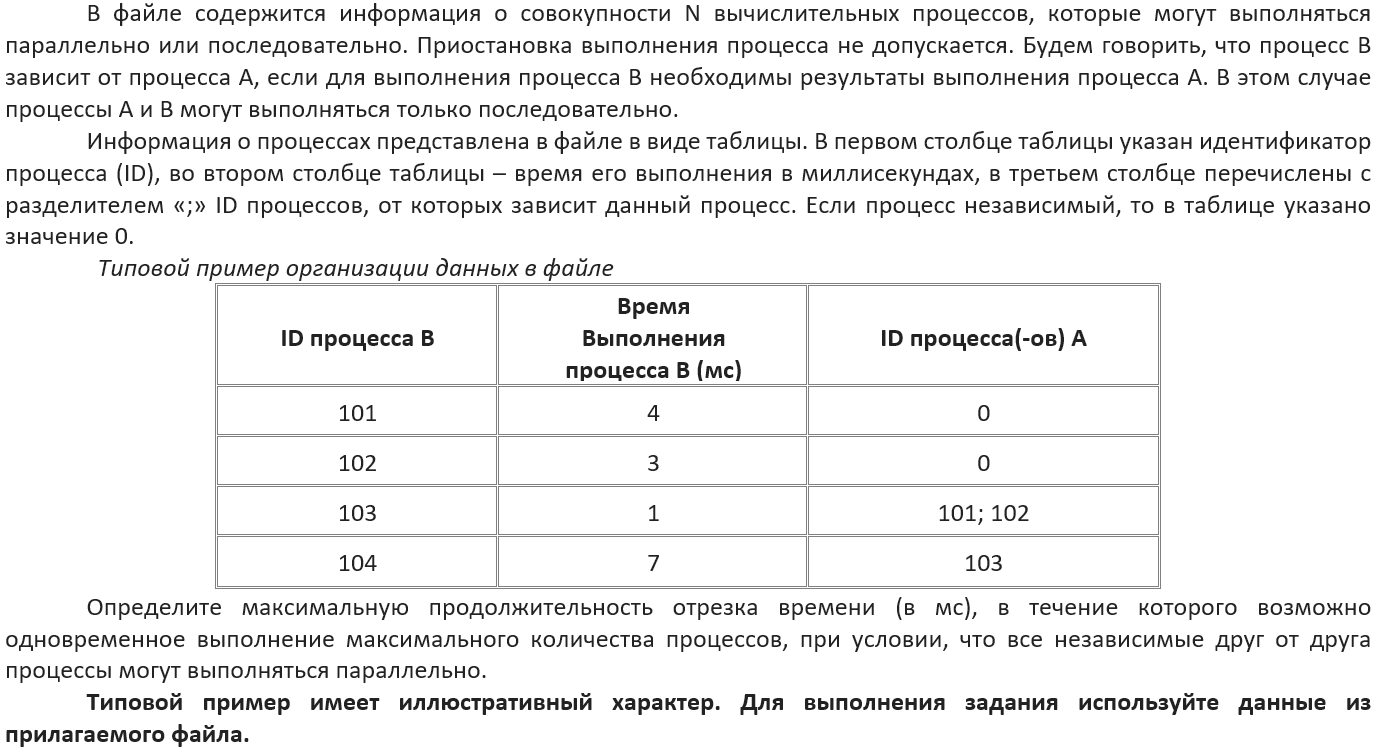 В файле содержится информация о совокупности N вычислительных процессов, которые могут выполняться
параллельно или последовательно. Приостановка выполнения процесса не допускается. Будем говорить, что процесс B
зависит от процесса A, если для выполнения процесса B необходимы результаты выполнения процесса A. В этом случае
процессы A и B могут выполняться только последовательно.
Информация о процессах представлена в файле в виде таблицы. В первом столбце таблицы указан идентификатор
процесса (ID), во втором столбце таблицы – время его выполнения в миллисекундах, в третьем столбце перечислены с
разделителем «;» ID процессов, от которых зависит данный процесс. Если процесс независимый, то в таблице указано
значение 0.
Типовой пример организации данных в файле
ID процесса B
Время
Выполнения
процесса B (мс)
ID процесса(-ов) A
101 4 0
102 3 0
103 1 101; 102
104 7 103
Определите максимальную продолжительность отрезка времени (в мс), в течение которого возможно
одновременное выполнение максимального количества процессов, при условии, что все независимые друг от друга
процессы могут выполняться параллельно.
Типовой пример имеет иллюстративный характер. Для выполнения задания используйте данные из
прилагаемого файла.